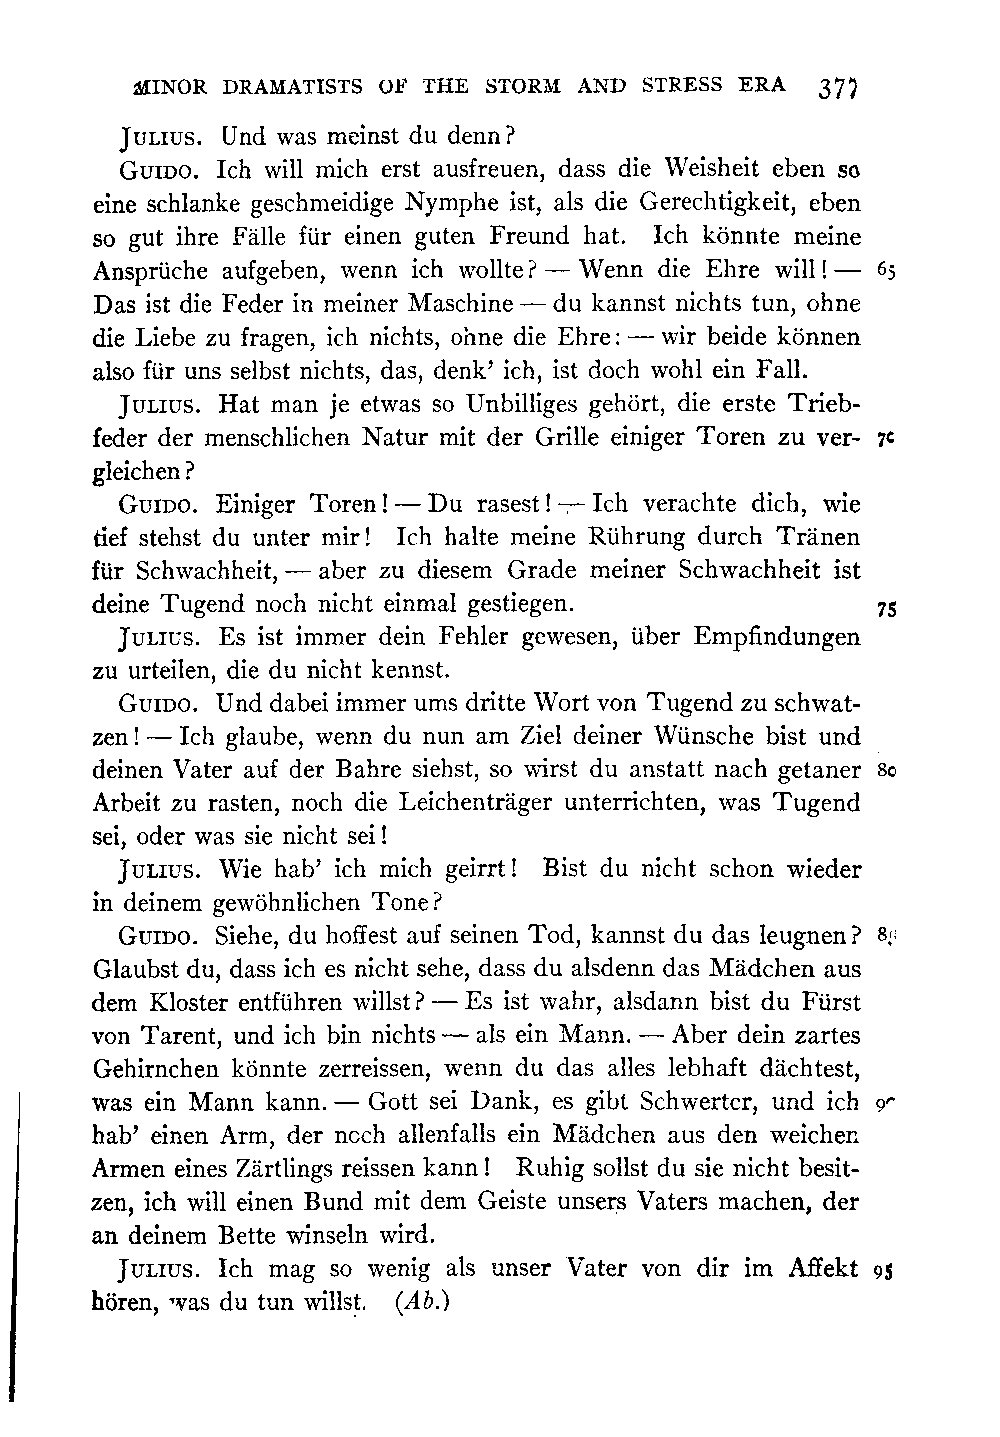 MINOR DRAMATISTS OF THE STORM AND STRESS ERA 377
JULIUS. Und was meinst du denn?
GUIDO. Ich will mich erst ausfreuen, dass die Weisheit eben so
eine schlanke geschmeidige Nymphe ist, als die Gerechtigkeit, eben
so gut ihre Fälle für einen guten Freund hat. Ich könnte meine
Ansprüche aufgeben, wenn ich wollte? — Wenn die Ehre will! — 65
Das ist die Feder in meiner Maschine — du kannst nichts tun, ohne
die Liebe zu fragen, ich nichts, ohne die Ehre: — wir beide können
also für uns selbst nichts, das, denk' ich, ist doch wohl ein Fall.
JULIUS. Hat man je etwas so Unbilliges gehört, die erste Trieb-
feder der menschlichen Natur mit der Grille einiger Toren zu ver- 70
gleichen?
GUIDO. Einiger Toren! — Du rasest! — Ich verachte dich, wie
tief stehst du unter mir! Ich halte meine Rührung durch Tränen
für Schwachheit, — aber zu diesem Grade meiner Schwachheit ist
deine Tugend noch nicht einmal gestiegen. 75
JULIUS. Es ist immer dein Fehler gewesen, über Empfindungen
zu urteilen, die du nicht kennst.
GUIDO. Und dabei immer ums dritte Wort von Tugend zu schwat-
zen! — Ich glaube, wenn du nun am Ziel deiner Wünsche bist und
deinen Vater auf der Bahre siehst, so wirst du anstatt nach getaner 80
Arbeit zu rasten, noch die Leichenträger unterrichten, was Tugend
sei, oder was sie nicht sei!
JULIUS. Wie hab' ich mich geirrt! Bist du nicht schon wieder
in deinem gewöhnlichen Tone?
GUIDO. Siehe, du hoffest auf seinen Tod, kannst du das leugnen? 85
Glaubst du, dass ich es nicht sehe, dass du alsdenn das Mädchen aus
dem Kloster entführen willst? — Es ist wahr, alsdann bist du Fürst
von Tarent, und ich bin nichts — als ein Mann. — Aber dein zartes
Gehirnchen könnte zerreissen, wenn du das alles lebhaft dächtest,
was ein Mann kann. — Gott sei Dank, es gibt Schwerter, und ich 90
hab' einen Arm, der noch allenfalls ein Mädchen aus den weichen
Armen eines Zärtlings reissen kann! Ruhig sollst du sie nicht besit-
zen, ich will einen Bund mit dem Geiste unsers Vaters machen, der
an deinem Bette winseln wird.
JULIUS. Ich mag so wenig als unser Vater von dir im Affekt 95
hören, was du tun willst. (Ab.)